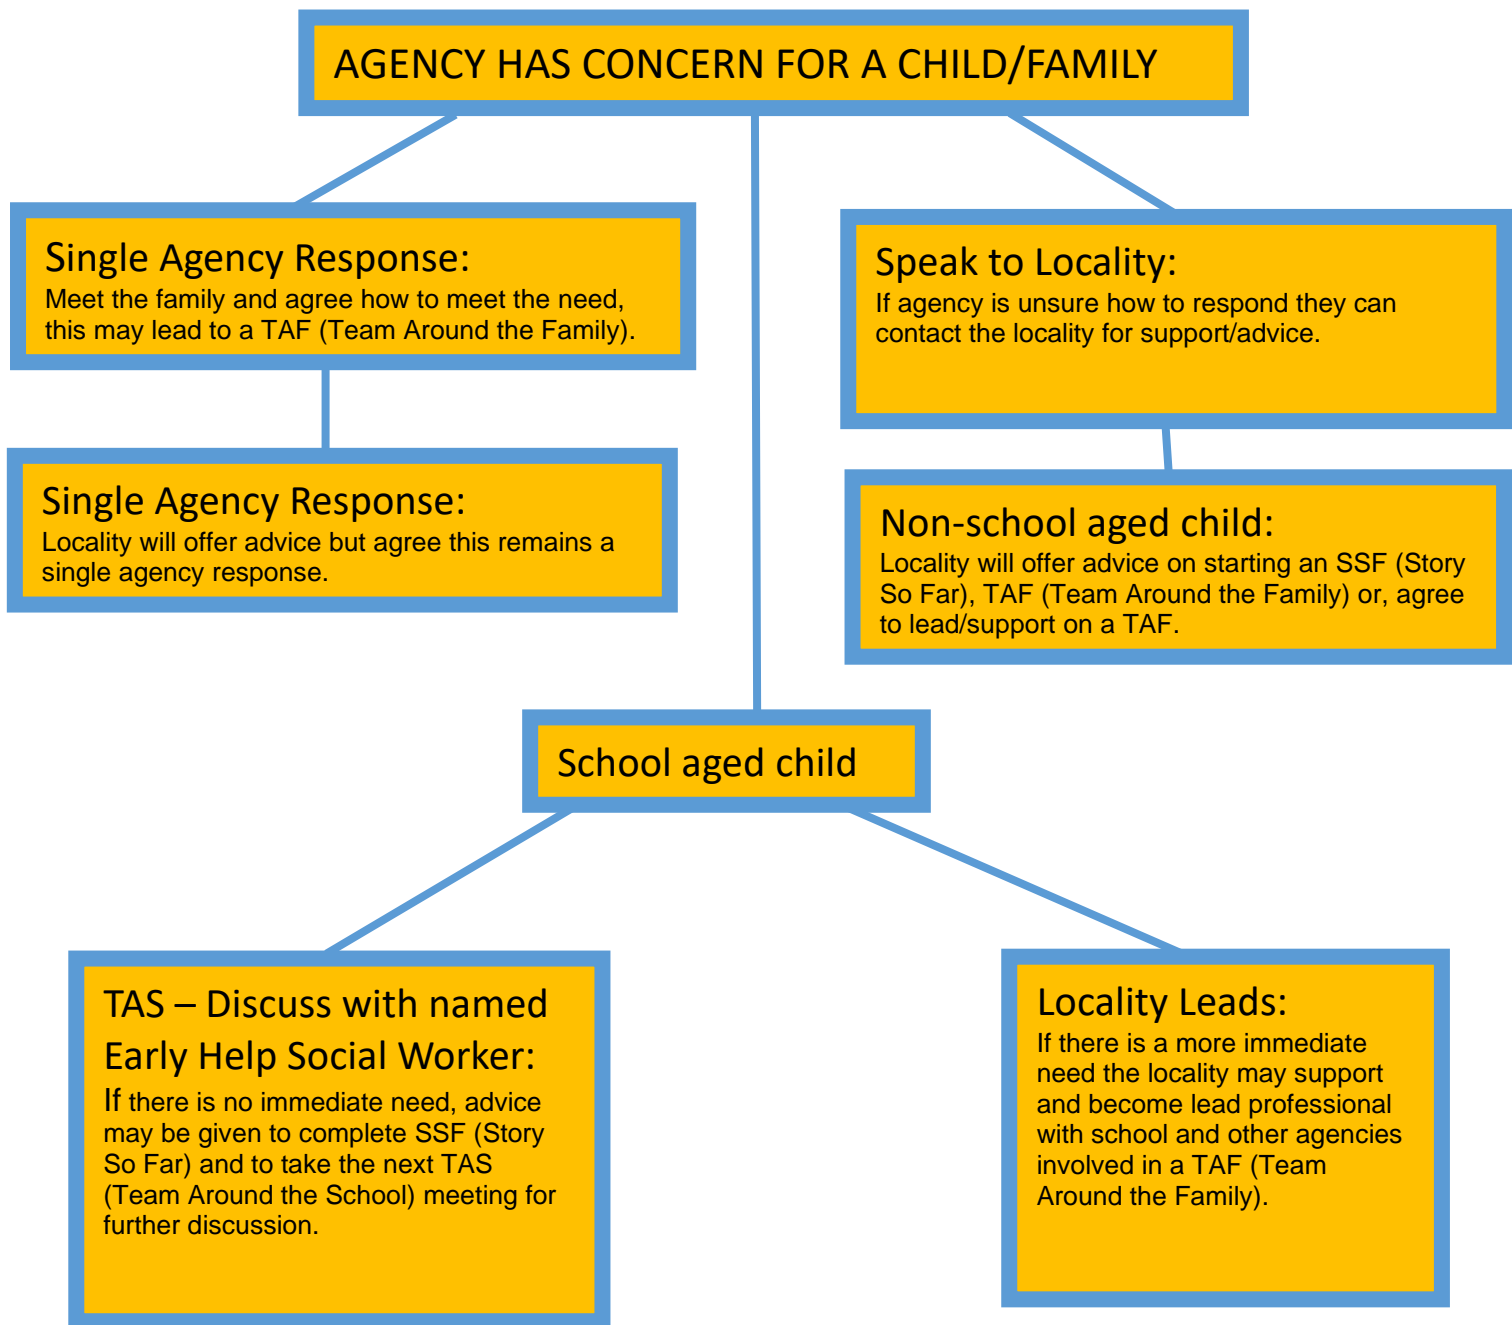 AGENCY HAS CONCERN FOR A CHILD/FAMILY
Single Agency Response:
Meet the family and agree how to meet the need,
this may lead to a TAF (Team Around the Family).
Speak to Locality:
If agency is unsure how to respond they can
contact the locality for support/advice.
Single Agency Response:
Locality will offer advice but agree this remains a
single agency response.
Non-school aged child:
Locality will offer advice on starting an SSF (Story
So Far), TAF (Team Around the Family) or, agree
to lead/support on a TAF.
School aged child
TAS – Discuss with named
Early Help Social Worker:
If there is no immediate need, advice
may be given to complete SSF (Story
So Far) and to take the next TAS
(Team Around the School) meeting for
further discussion.
Locality Leads:
If there is a more immediate
need the locality may support
and become lead professional
with school and other agencies
involved in a TAF (Team
Around the Family).